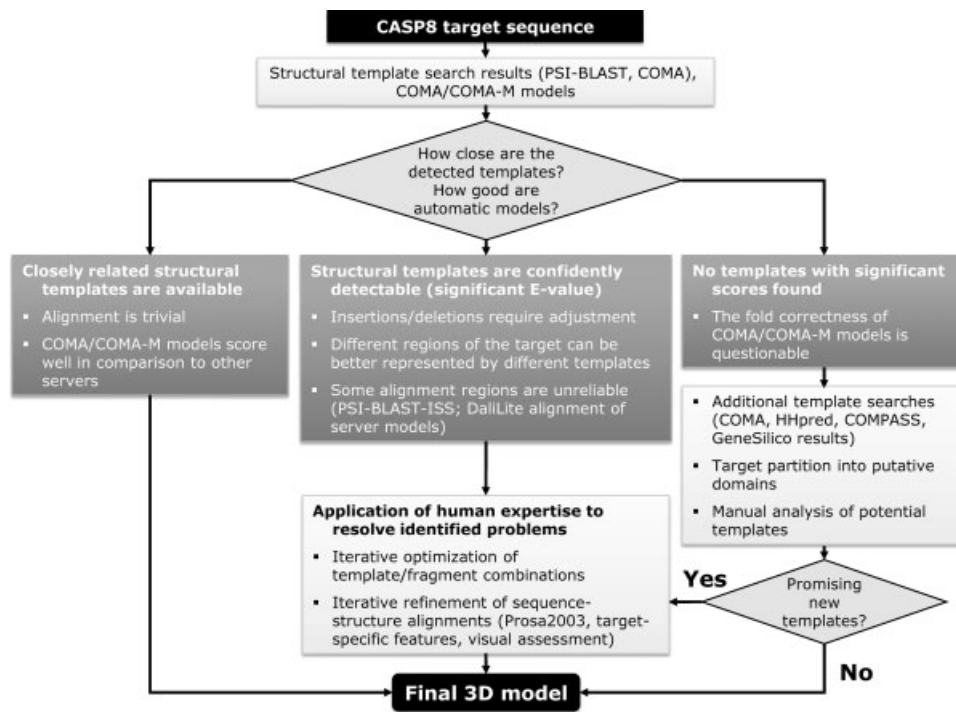 CASP8 target sequence
Structural template search results (PSI-BLAST, COMA),
COMA/COMA-M models
How close are the
detected templates?
How good are
automatic models?
Closely related structural
templates are available
▪ Alignment is trivial
▪ COMA/COMA-M models score
well in comparison to other
servers
Structural templates are confidently
detectable (significant E-value)
▪ Insertions/deletions require adjustment
▪ Different regions of the target can be
better represented by different templates
▪ Some alignment regions are unreliable
(PSI-BLAST-ISS; DaliLite alignment of
server models)
No templates with significant
scores found
▪ The fold correctness of
COMA/COMA-M models is
questionable
▪ Additional template searches
(COMA, HHpred, COMPASS,
GeneSilico results)
▪ Target partition into putative
domains
▪ Manual analysis of potential
templates
Application of human expertise to
resolve identified problems
▪ Iterative optimization of
template/fragment combinations
▪ Iterative refinement of sequence-
structure alignments (Prosa2003, target-
specific features, visual assessment)
Yes
Promising
new
templates?
No
Final 3D model